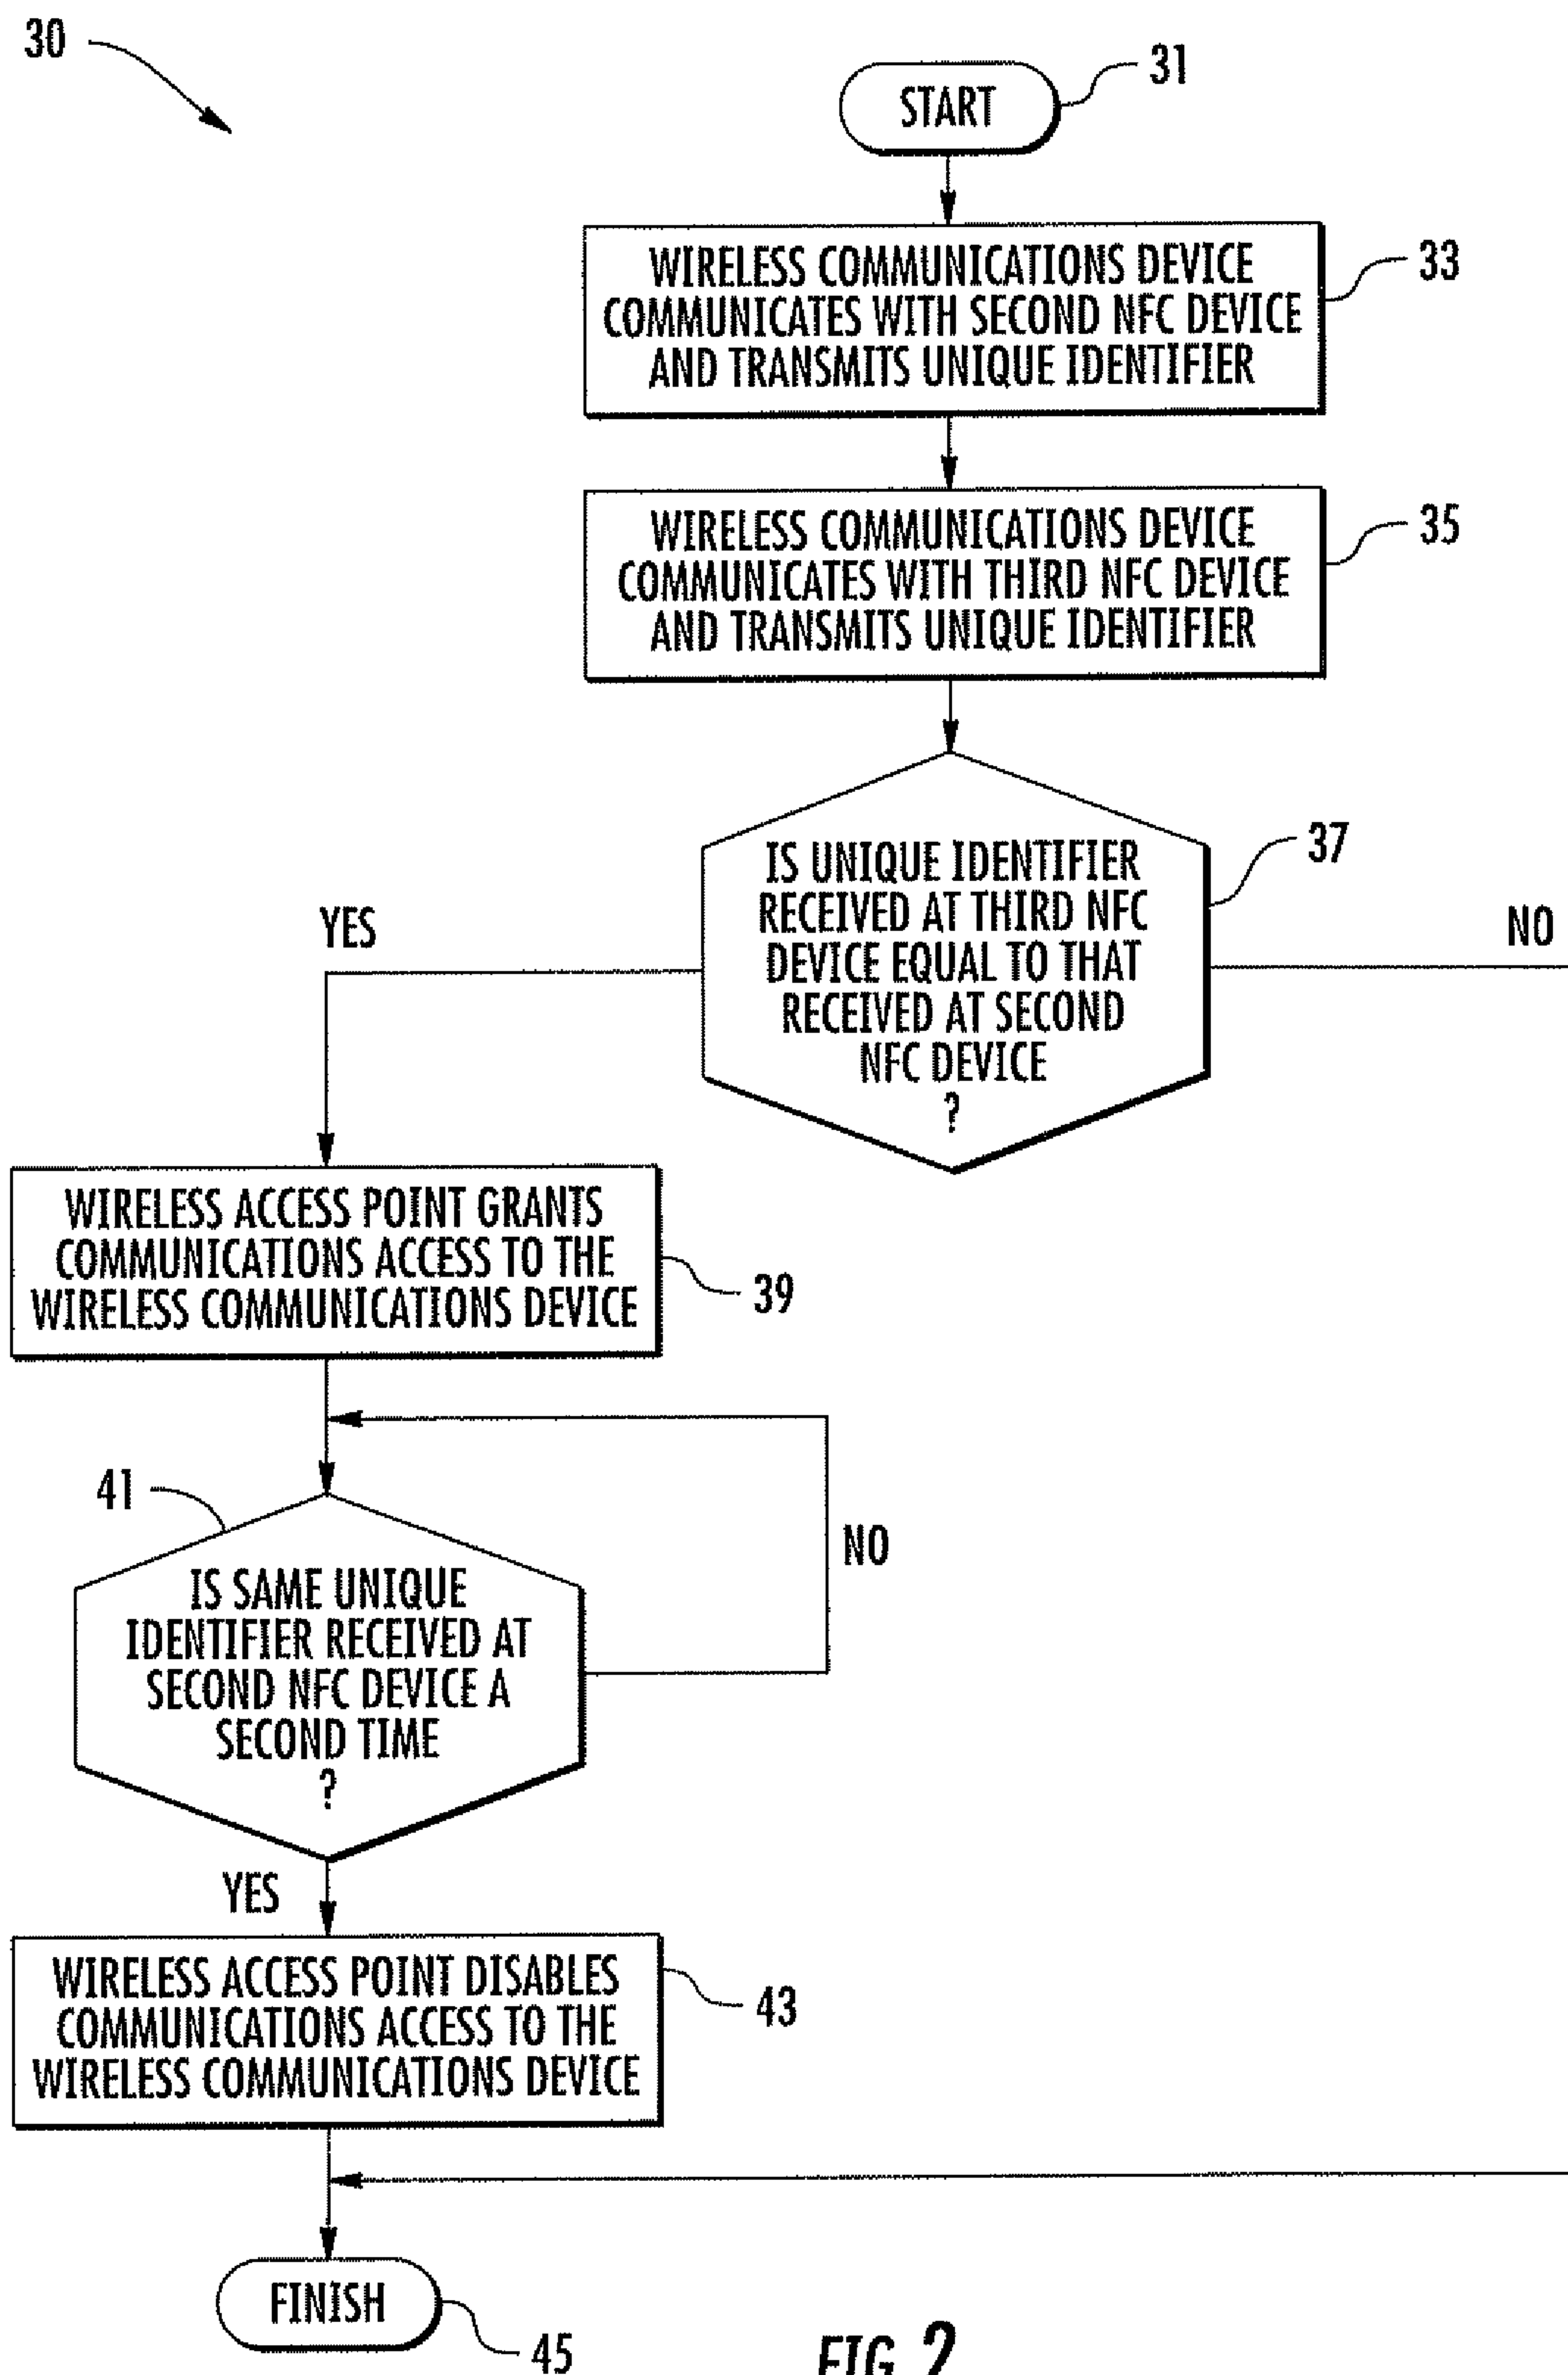 30
START
31
WIRELESS COMMUNICATIONS DEVICE
COMMUNICATES WITH SECOND NFC DEVICE
AND TRANSMITS UNIQUE IDENTIFIER
33
WIRELESS COMMUNICATIONS DEVICE
COMMUNICATES WITH THIRD NFC DEVICE
AND TRANSMITS UNIQUE IDENTIFIER
35
IS UNIQUE IDENTIFIER
RECEIVED AT THIRD NFC
DEVICE EQUAL TO THAT
RECEIVED AT SECOND
NFC DEVICE
?
37
YES
NO
WIRELESS ACCESS POINT GRANTS
COMMUNICATIONS ACCESS TO THE
WIRELESS COMMUNICATIONS DEVICE
39
41
IS SAME UNIQUE
IDENTIFIER RECEIVED AT
SECOND NFC DEVICE A
SECOND TIME
?
NO
YES
WIRELESS ACCESS POINT DISABLES
COMMUNICATIONS ACCESS TO THE
WIRELESS COMMUNICATIONS DEVICE
43
FINISH
45
FIG. 2